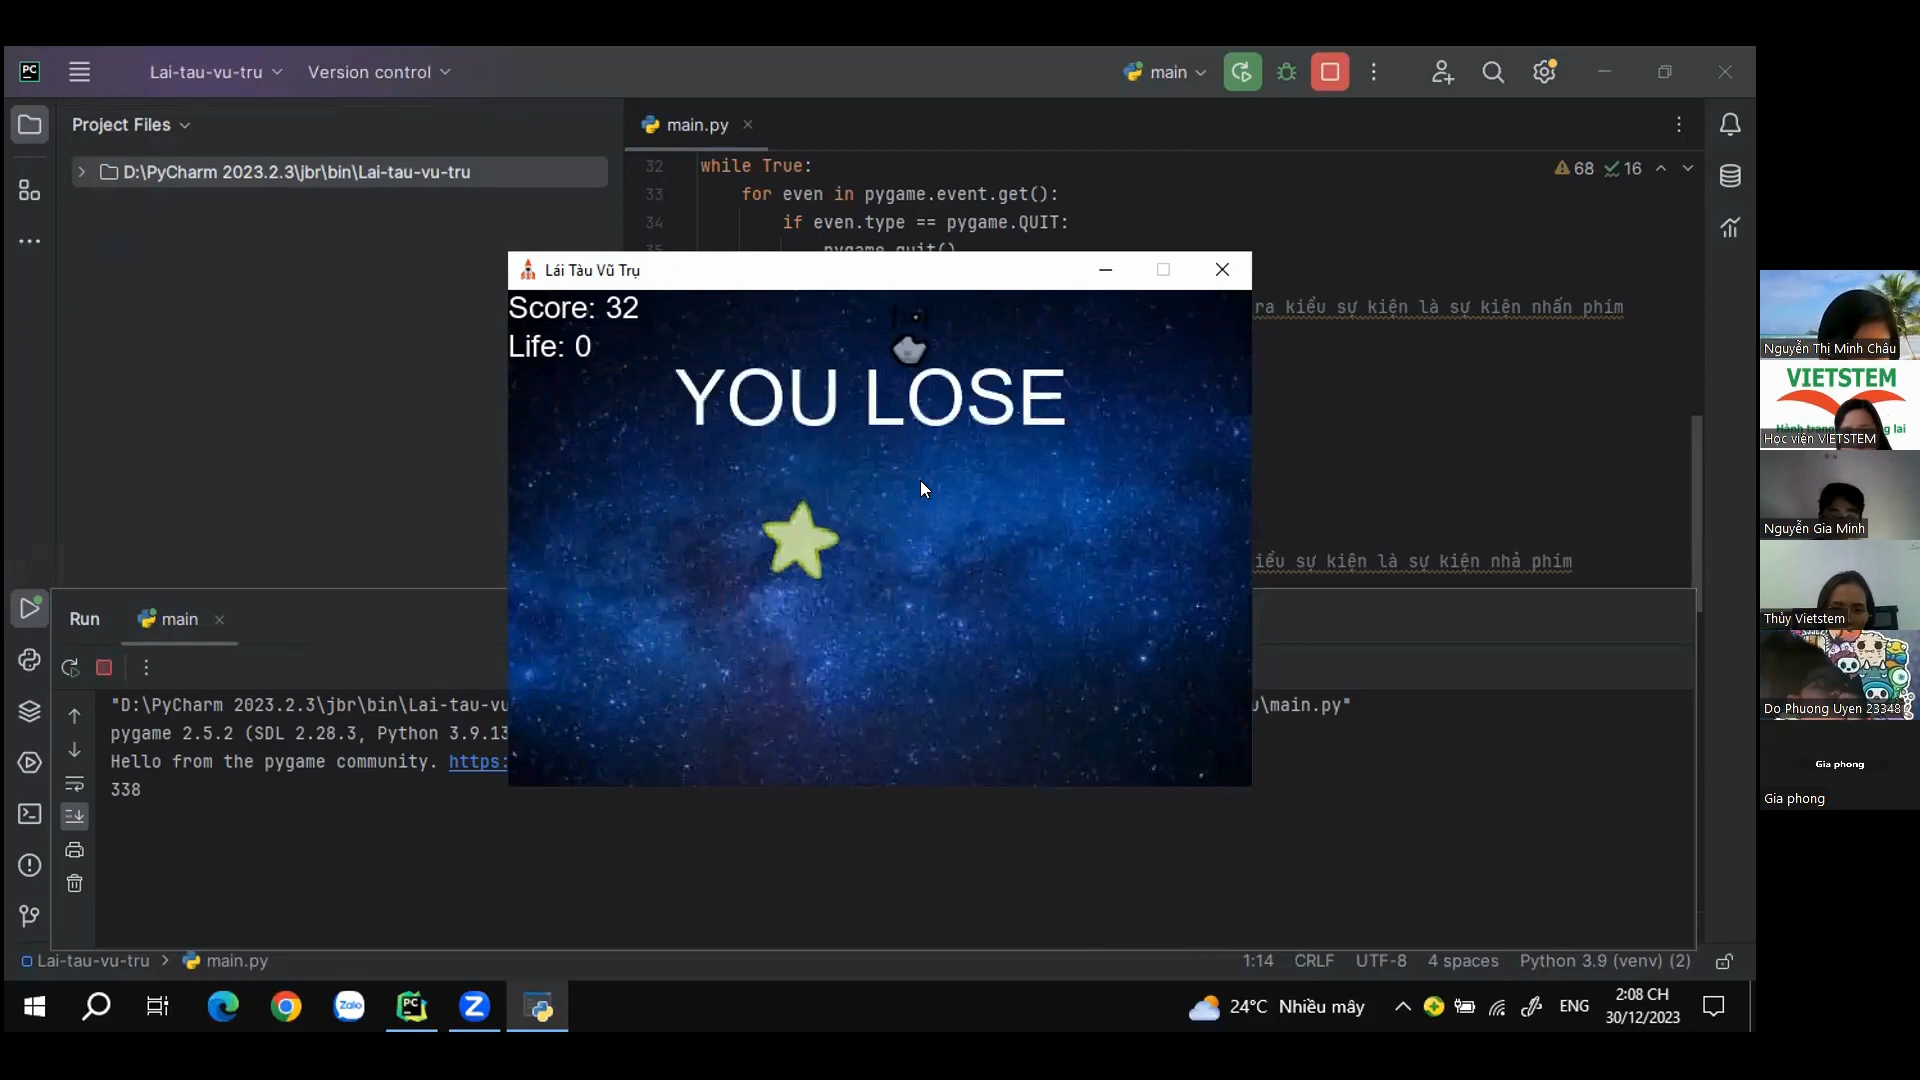 PC
Lai-tau-vu-tru
Version control
main
Project Files
main.py
D:\PyCharm 2023.2.3\jbr\bin\Lai-tau-vu-tru
32
while True:
68
16
33
for even in pygame.event.get():
34
if even.type == pygame.QUIT:
35
pygame.quit()
Lái Tàu Vũ Trụ
Score: 32
Life: 0
YOU LOSE
ra kiểu sự kiện là sự kiện nhấn phím
iểu sự kiện là sự kiện nhả phím
Run
main
"D:\PyCharm 2023.2.3\jbr\bin\Lai-tau-vu
\main.py"
pygame 2.5.2 (SDL 2.28.3, Python 3.9.13
Hello from the pygame community. https:
338
Lai-tau-vu-tru
main.py
1:14
CRLF
UTF-8
4 spaces
Python 3.9 (venv) (2)
Zalo
PC
24°C Nhiều mây
ENG
2:08 CH
30/12/2023
Nguyễn Thị Minh Châu
VIETSTEM
Học viện VIETSTEM
Nguyễn Gia Minh
Thủy Vietstem
Do Phuong Uyen 23348
Gia phong
Gia phong